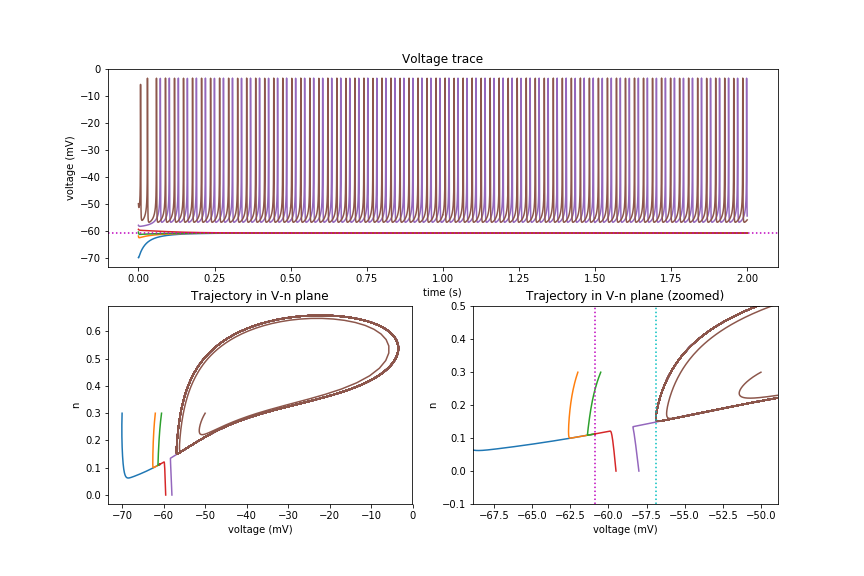 Voltage trace
voltage (mV)
0
−10
−20
−30
−40
−50
−60
−70
0.00 0.25 0.50 0.75 1.00 1.25 1.50 1.75 2.00
time (s)
Trajectory in V-n plane
n
0.6
0.5
0.4
0.3
0.2
0.1
0.0
−70 −60 −50 −40 −30 −20 −10 0
voltage (mV)
Trajectory in V-n plane (zoomed)
n
0.5
0.4
0.3
0.2
0.1
0.0
−0.1
−67.5 −65.0 −62.5 −60.0 −57.5 −55.0 −52.5 −50.0
voltage (mV)